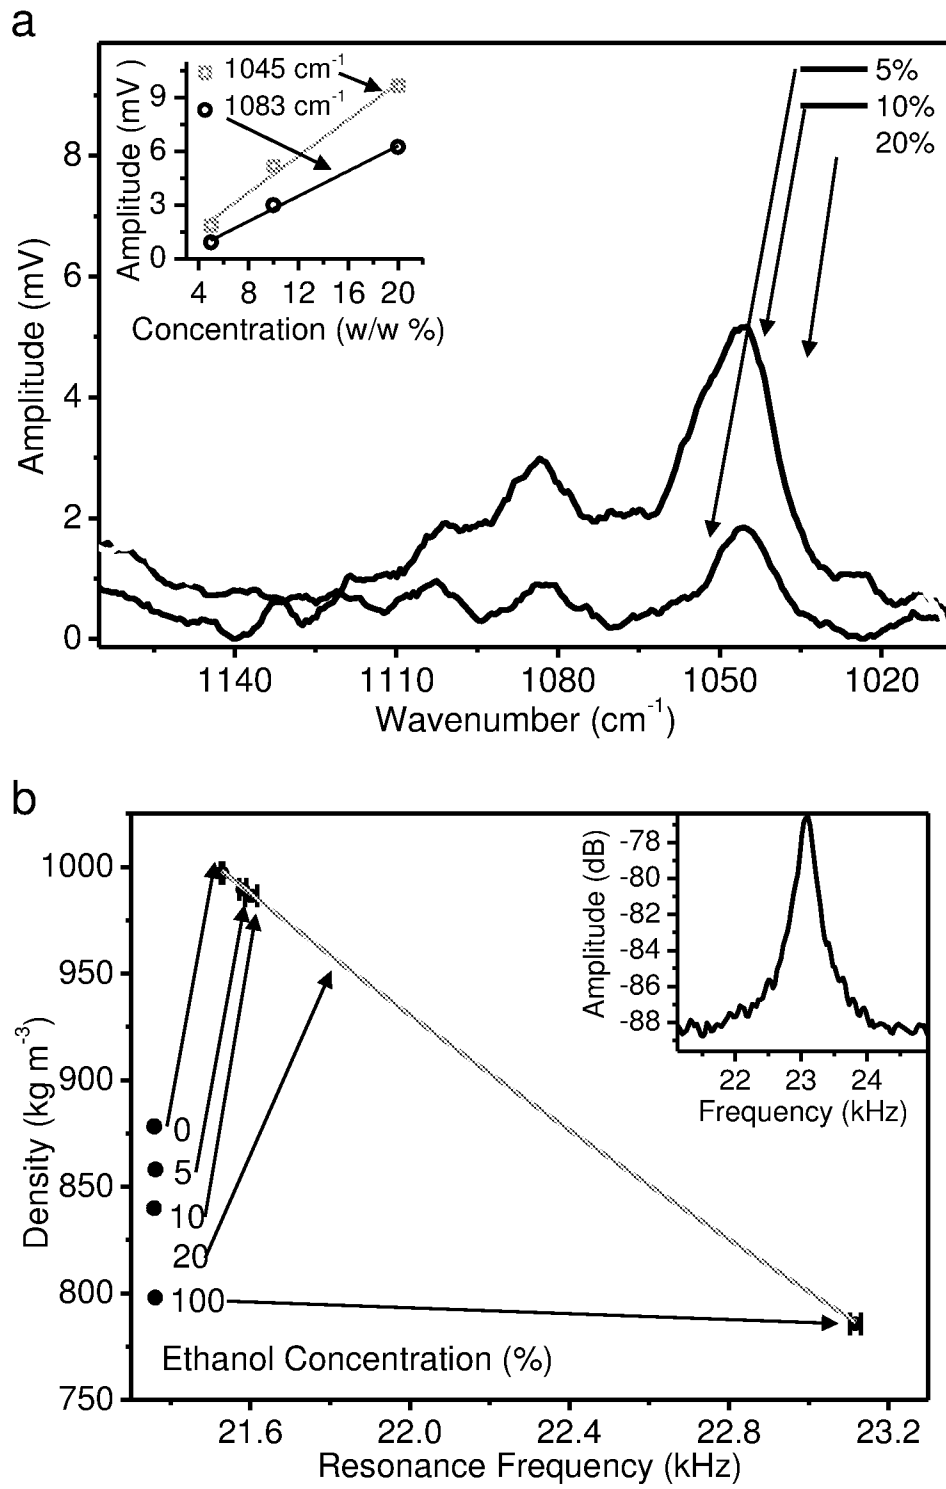 a
Amplitude (mV)
8
6
4
2
0
1140 1110 1080 1050 1020
Wavenumber (cm-1)
5%
10%
20%
1045 cm-1
1083 cm-1
Amplitude (mV)
9
6
3
0
4 8 12 16 20
Concentration (w/w %)
b
Density (kg m-3)
1000
950
900
850
800
750
21.6 22.0 22.4 22.8 23.2
Resonance Frequency (kHz)
0
5
10
20
100
Ethanol Concentration (%)
Amplitude (dB)
-78
-80
-82
-84
-86
-88
22 23 24
Frequency (kHz)